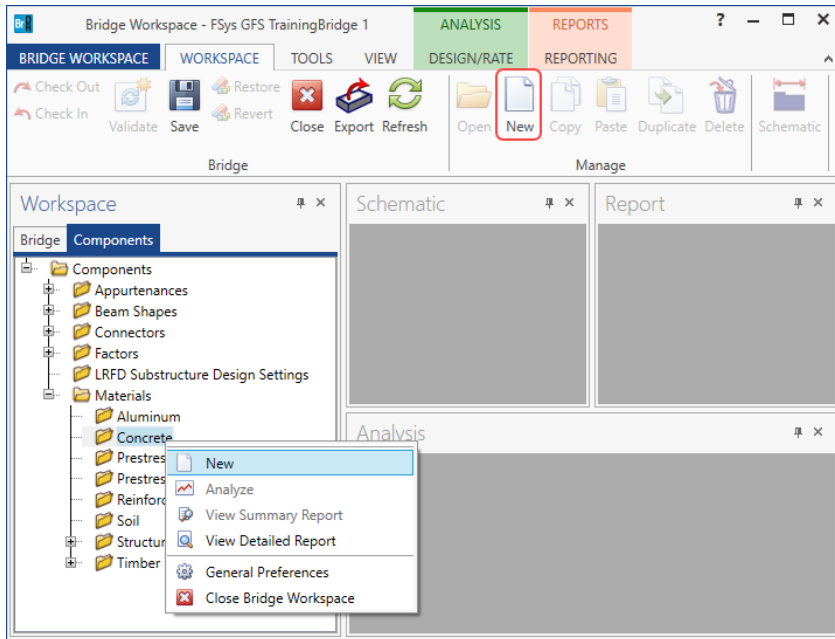 Br Bridge Workspace - FSys GFS TrainingBridge 1 ANALYSIS REPORTS ?
BRIDGE WORKSPACE WORKSPACE TOOLS VIEW DESIGN/RATE REPORTING
Check Out
Check In
Validate
Save
Restore
Revert
Close Export Refresh
Open New Copy Paste Duplicate Delete Schematic
Bridge Manage
Workspace
Bridge Components
Components
Appurtenances
Beam Shapes
Connectors
Factors
LRFD Substructure Design Settings
Materials
Aluminum
Concrete
Prestres
Prestres
Reinforc
Soil
Structur
Timber
New
Analyze
View Summary Report
View Detailed Report
General Preferences
Close Bridge Workspace
Schematic
Report
Analysis